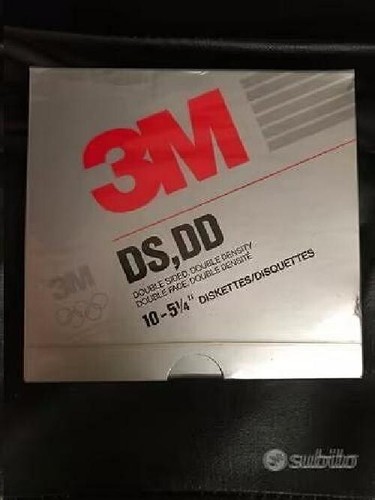 3M
DS,DD
DOUBLE SIDED, DOUBLE DENSITY
DOUBLE FACE, DOUBLE DENSITÉ
10-5¼" DISKETTES/DISQUETTES
3M
subito